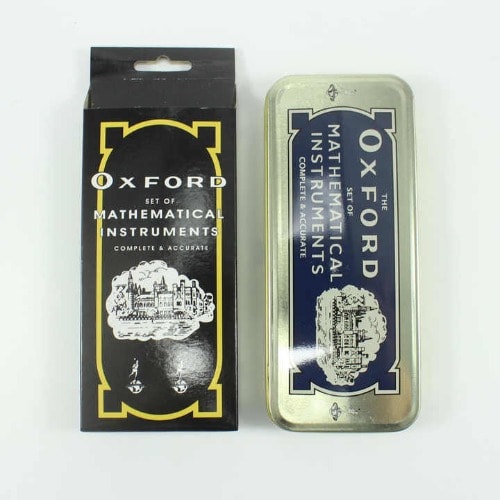 OXFORD
SET OF
MATHEMATICAL
INSTRUMENTS
COMPLETE & ACCURATE
THE
OXFORD
SET OF
MATHEMATICAL
INSTRUMENTS
COMPLETE & ACCURATE